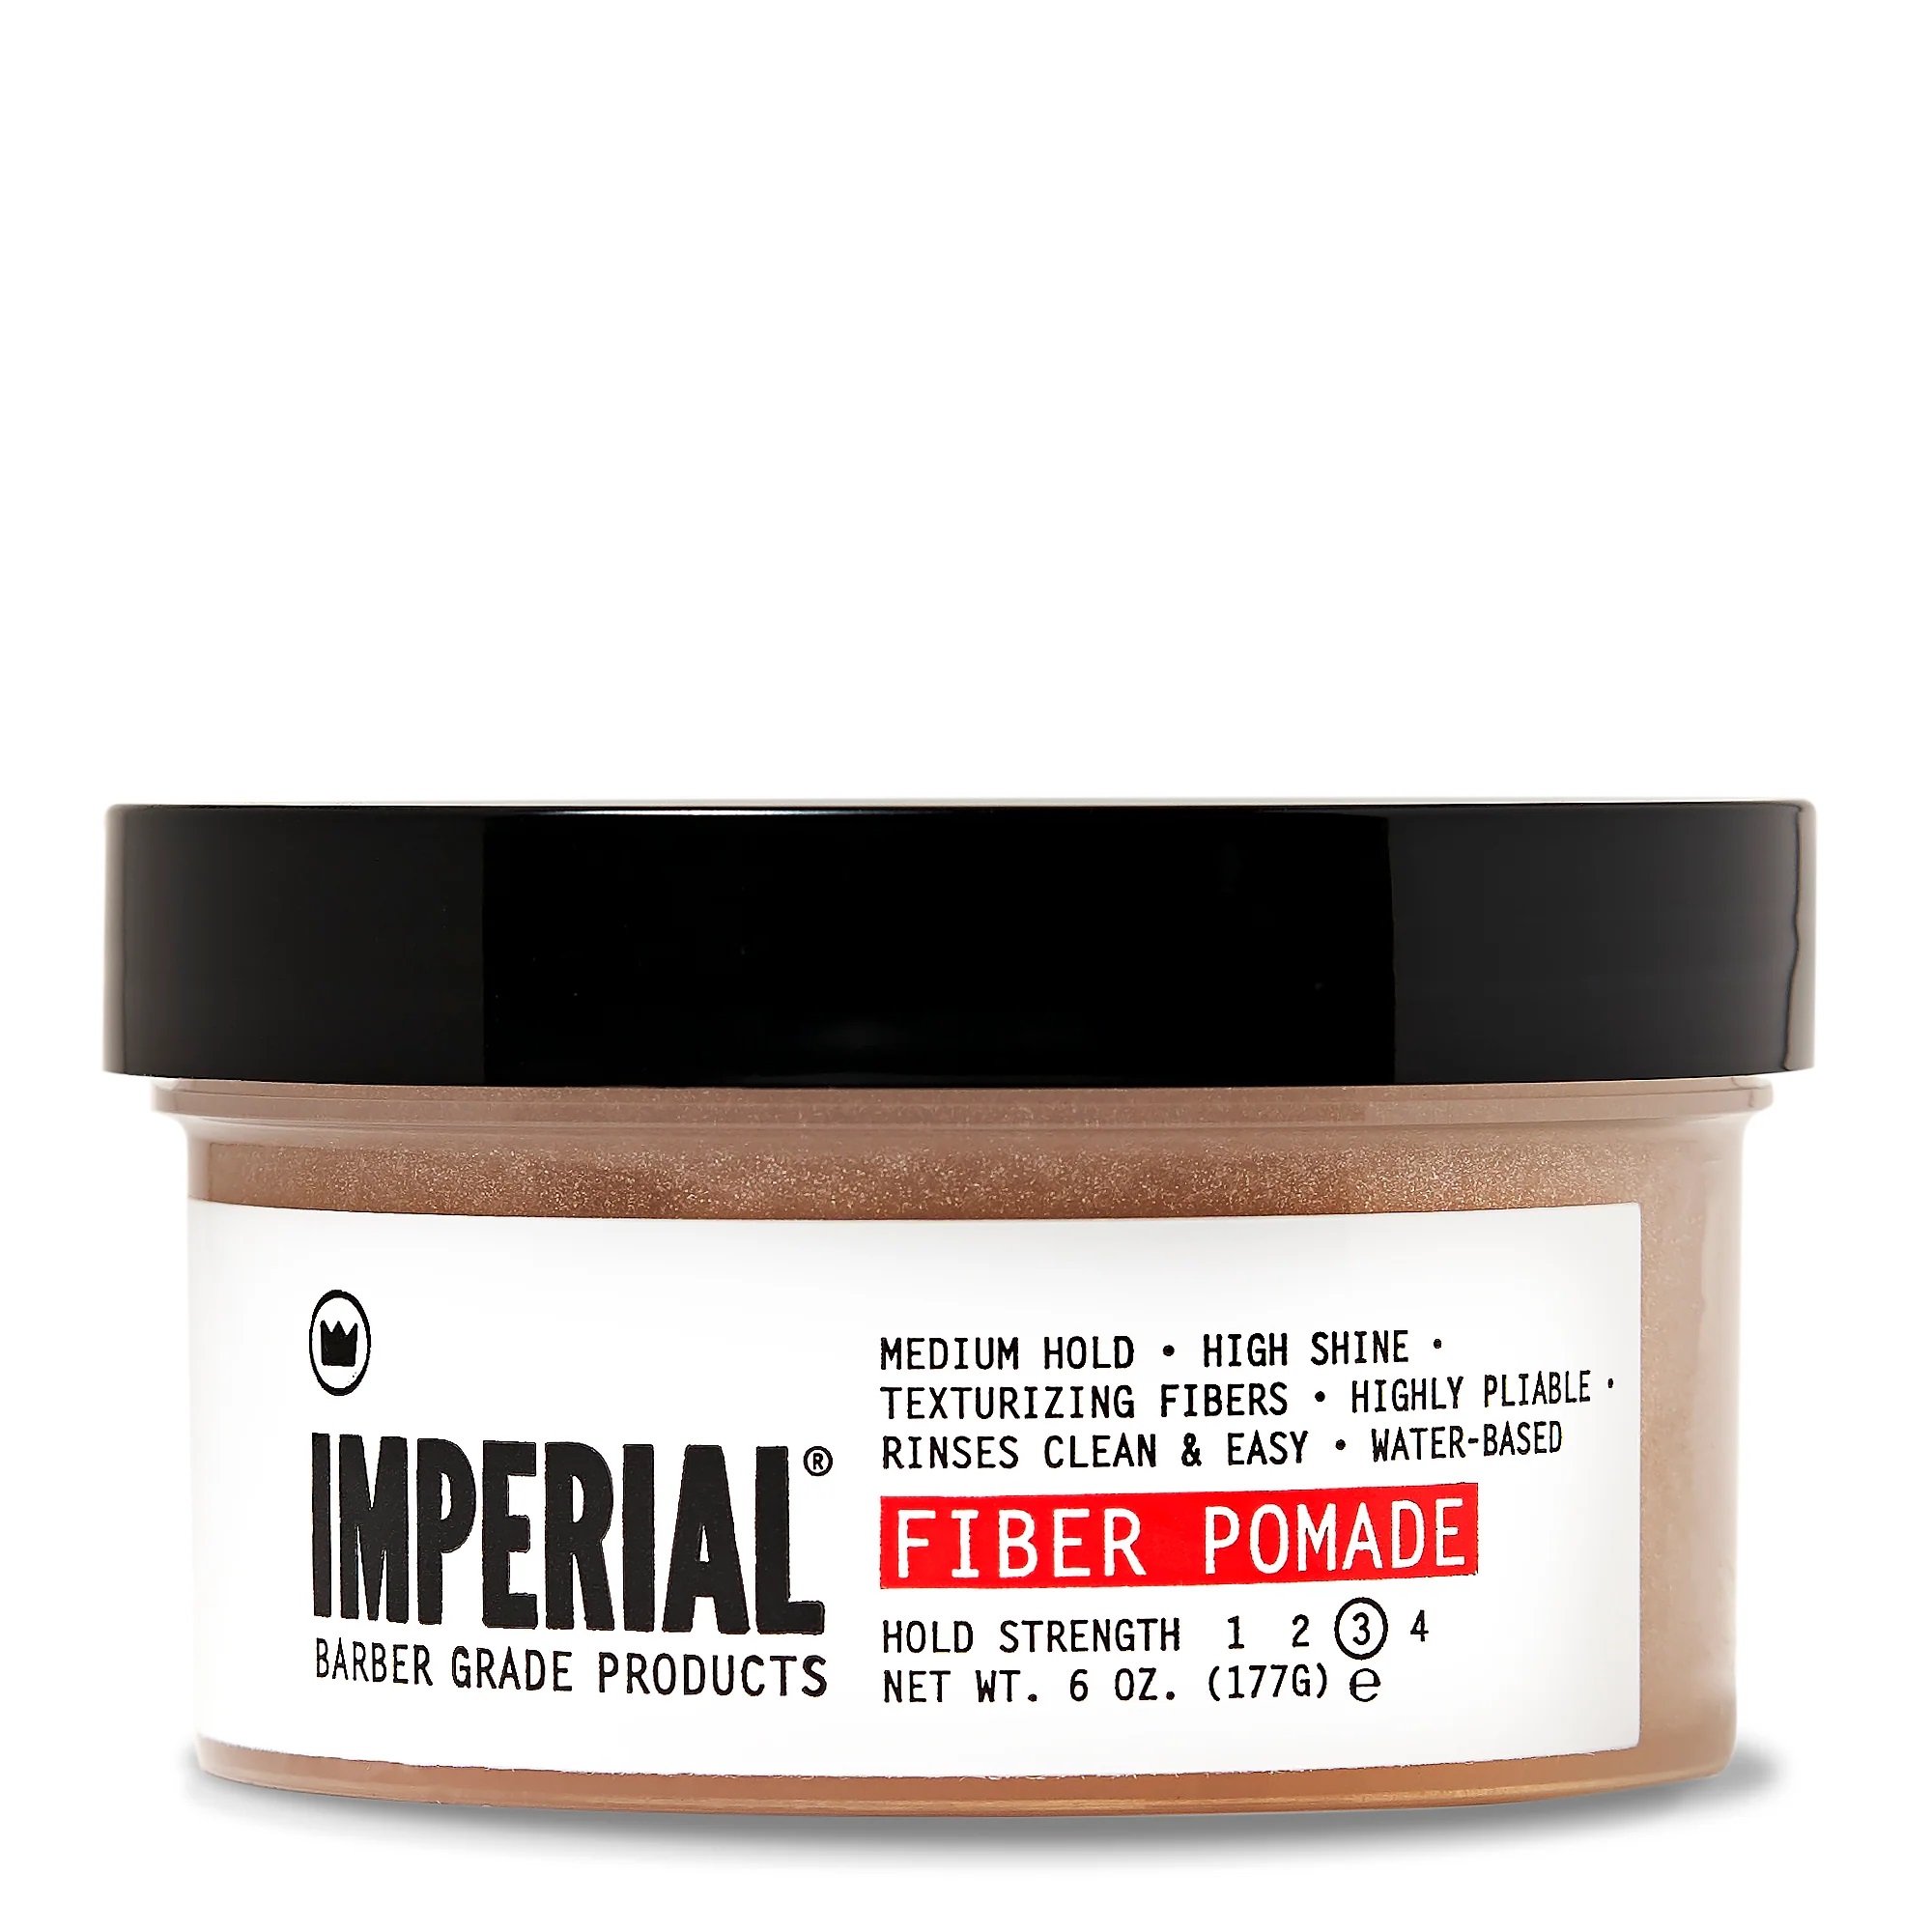 IMPERIAL®
BARBER GRADE PRODUCTS
MEDIUM HOLD • HIGH SHINE •
TEXTURIZING FIBERS • HIGHLY PLIABLE •
RINSES CLEAN & EASY • WATER-BASED
FIBER POMADE
HOLD STRENGTH 1 2 3 4
NET WT. 6 OZ. (177G) ℮